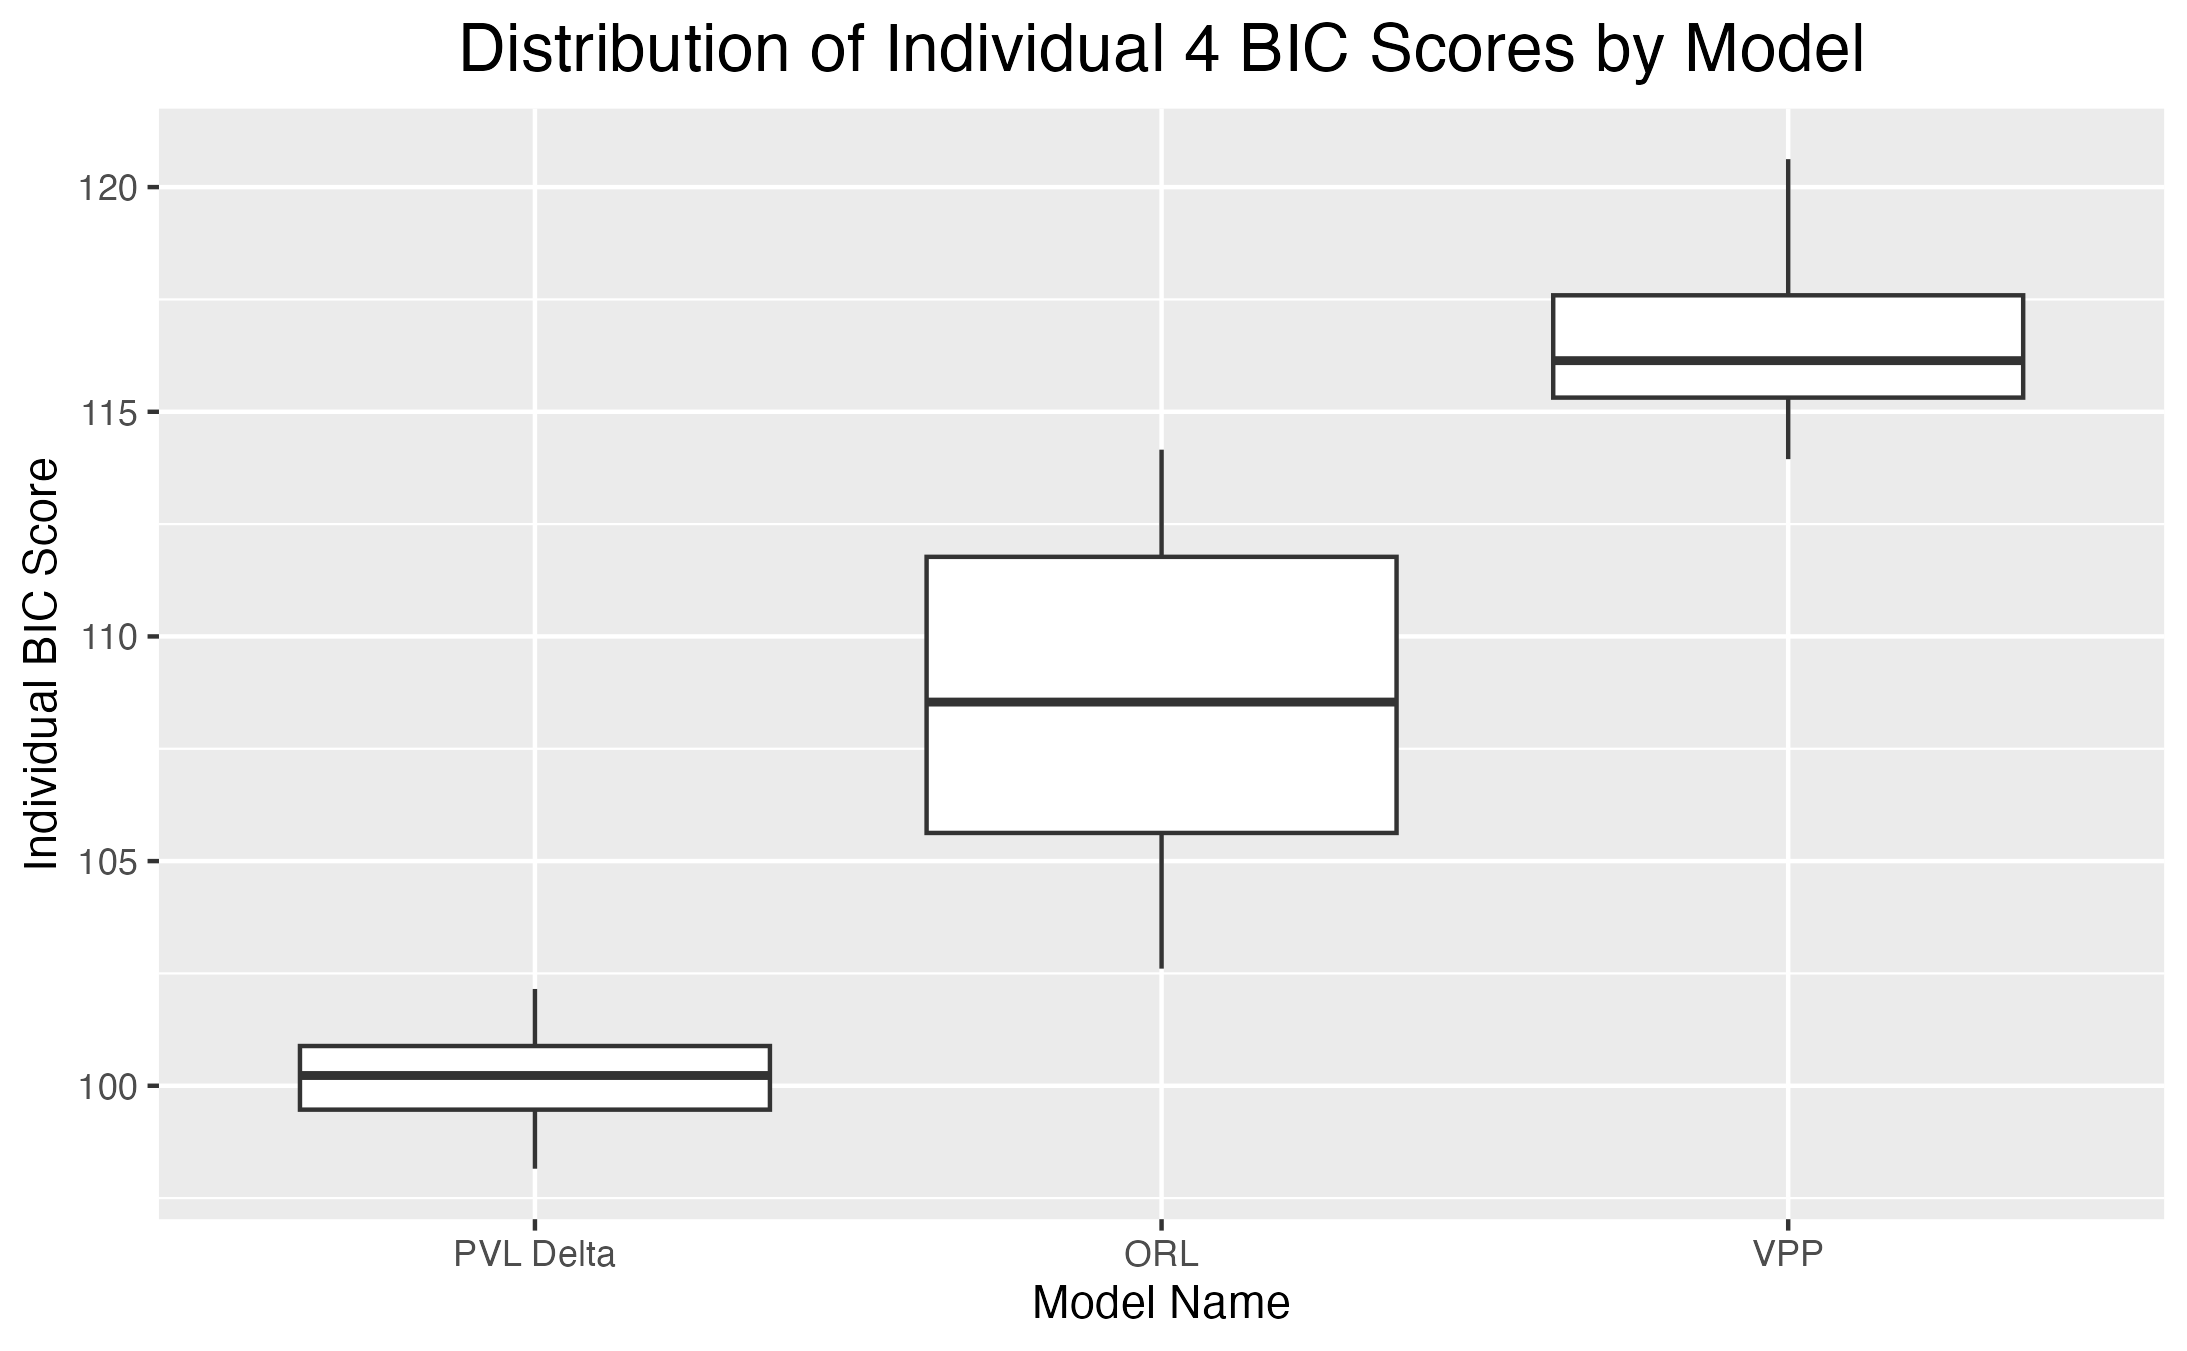 Distribution of Individual 4 BIC Scores by Model
Individual BIC Score
120
115
110
105
100
PVL Delta
ORL
VPP
Model Name